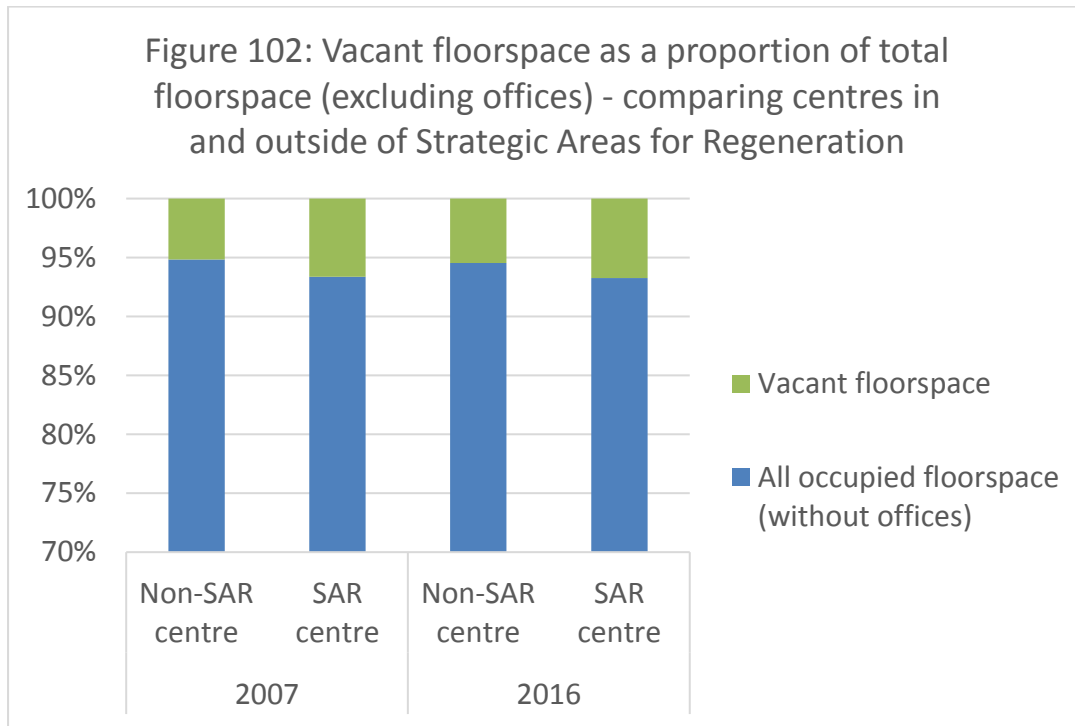 Figure 102: Vacant floorspace as a proportion of total
floorspace (excluding offices) - comparing centres in
and outside of Strategic Areas for Regeneration
100%
95%
90%
85%
80%
75%
70%
Vacant floorspace
All occupied floorspace
(without offices)
Non-SAR
centre
SAR
centre
Non-SAR
centre
SAR
centre
2007
2016